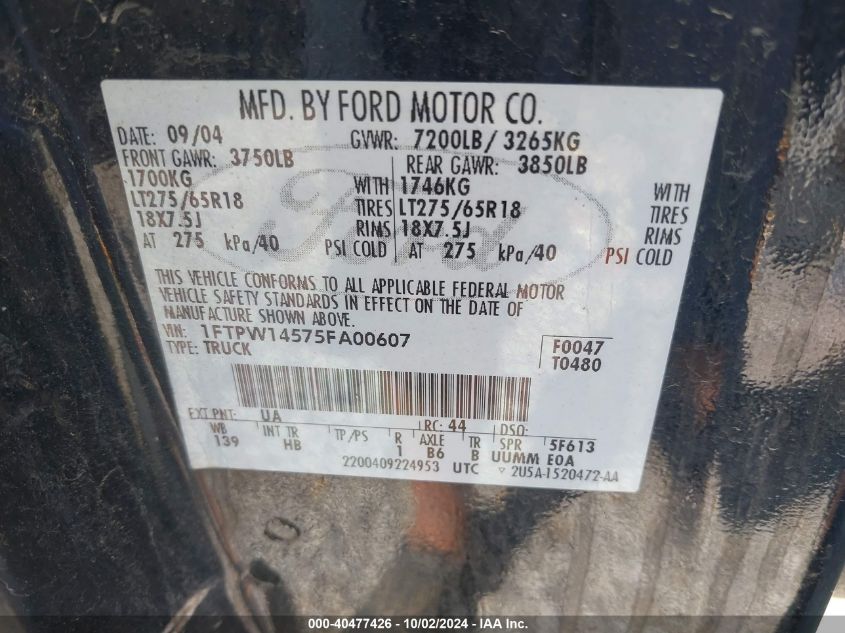 MFD. BY FORD MOTOR CO.
DATE: 09/04 GVWR: 7200LB/ 3265KG
FRONT GAWR: 3750LB REAR GAWR: 3850LB
1700KG WITH 1746KG WITH
LT275/65R18 TIRES LT275/65R18 TIRES
18X7.5J RIMS 18X7.5J RIMS
AT 275 kPa/40 PSI COLD AT 275 kPa/40 PSI COLD
THIS VEHICLE CONFORMS TO ALL APPLICABLE FEDERAL MOTOR
VEHICLE SAFETY STANDARDS IN EFFECT ON THE DATE OF
MANUFACTURE SHOWN ABOVE.
VIN: 1FTPW14575FA00607 F0047
TYPE: TRUCK T0480
EXT PNT: UA RC: 44 DSO:
WB INT TR TP/PS R AXLE TR SPR 5F613
139 HB 1 B6 B UUMM E0A
2200409224953 UTC ▽ 2U5A-1520472-AA
Ford
000-40477426 - 10/02/2024 - IAA Inc.